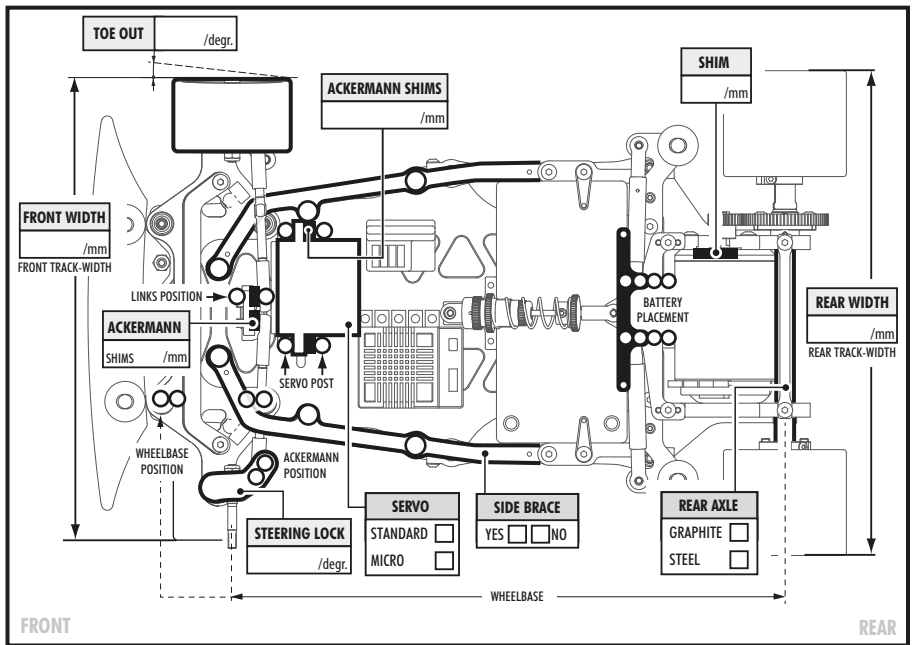 TOE OUT
/degr.
SHIM
/mm
ACKERMANN SHIMS
/mm
FRONT WIDTH
/mm
FRONT TRACK-WIDTH
LINKS POSITION
BATTERY
PLACEMENT
REAR WIDTH
/mm
REAR TRACK-WIDTH
ACKERMANN
SHIMS /mm
SERVO POST
WHEELBASE
POSITION
ACKERMANN
POSITION
SERVO
STANDARD
MICRO
SIDE BRACE
YES NO
REAR AXLE
GRAPHITE
STEEL
STEERING LOCK
/degr.
WHEELBASE
FRONT
REAR